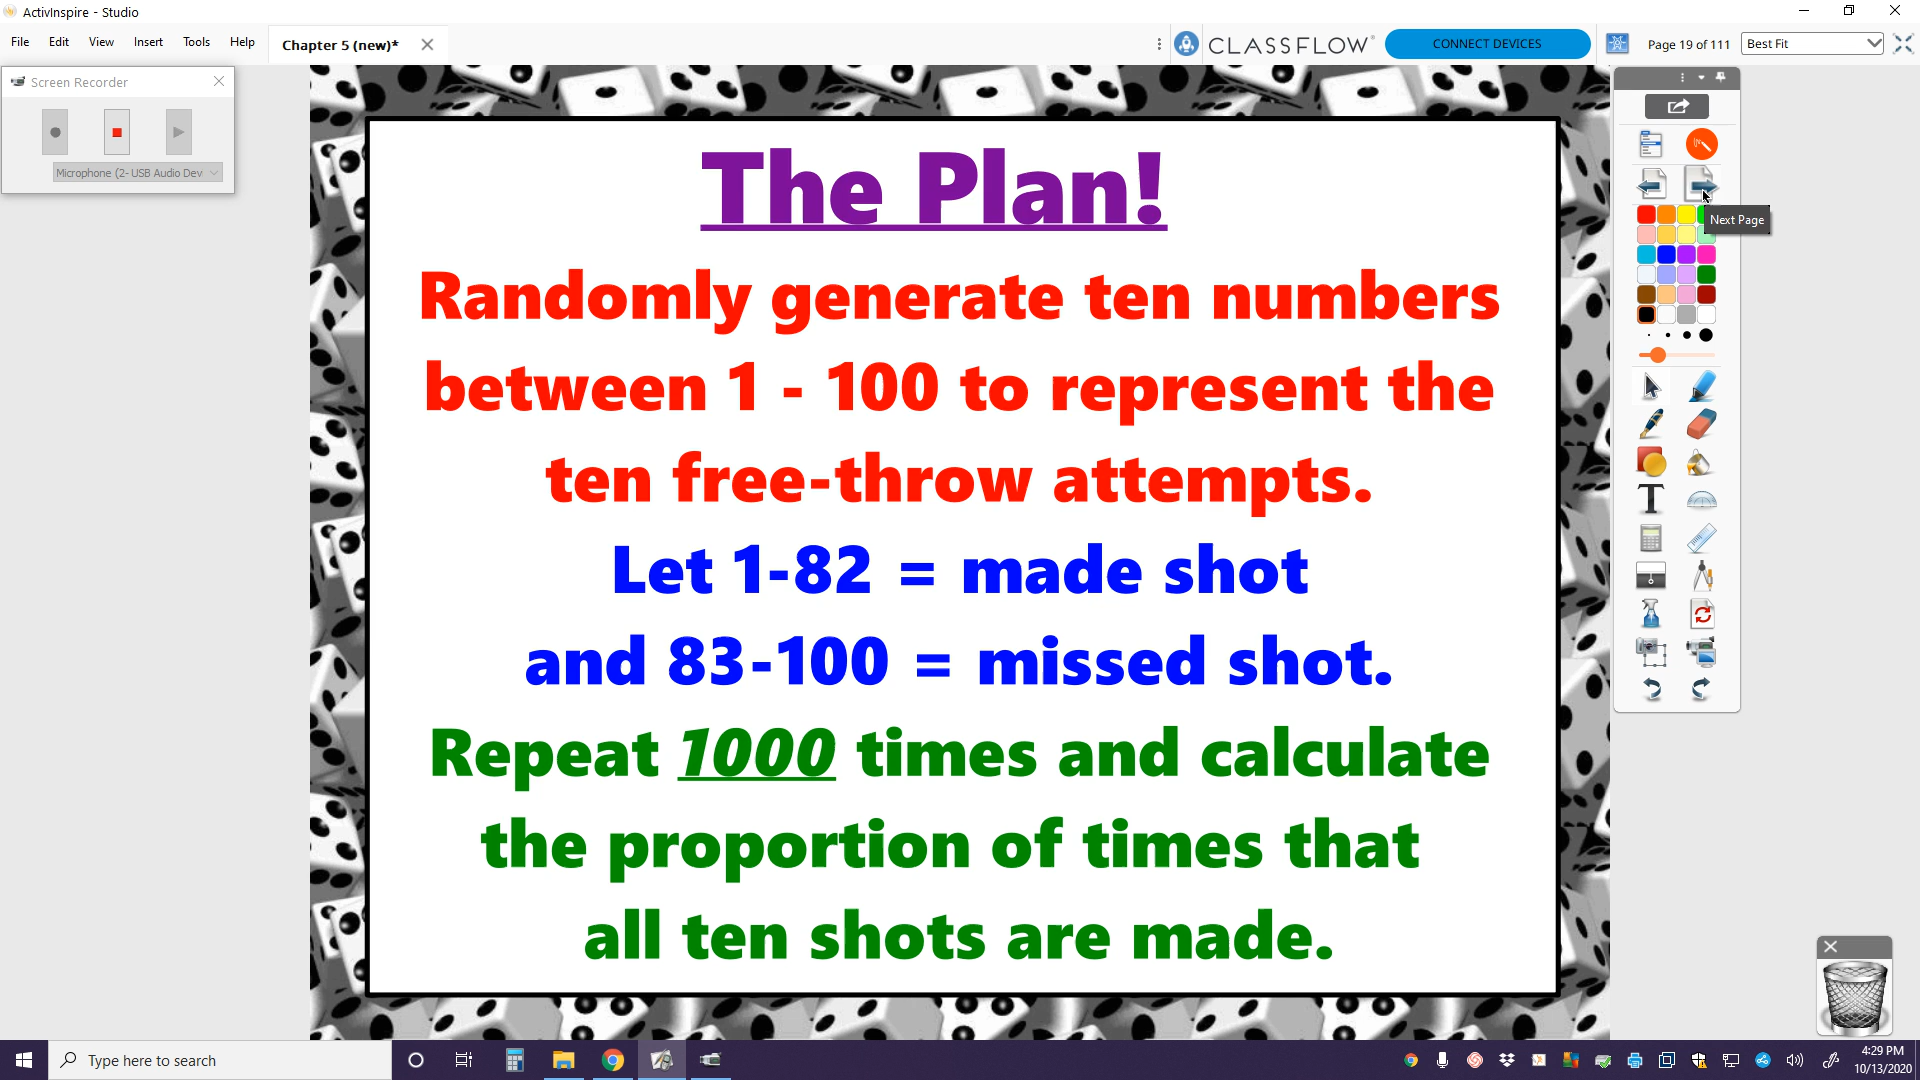 ActivInspire - Studio
File Edit View Insert Tools Help
Chapter 5 (new)*
CLASSFLOW
CONNECT DEVICES
Page 19 of 111
Best Fit
Screen Recorder
Microphone (2- USB Audio Dev
Next Page
The Plan!
Randomly generate ten numbers
between 1 - 100 to represent the
ten free-throw attempts.
Let 1-82 = made shot
and 83-100 = missed shot.
Repeat 1000 times and calculate
the proportion of times that
all ten shots are made.
Type here to search
4:29 PM
10/13/2020